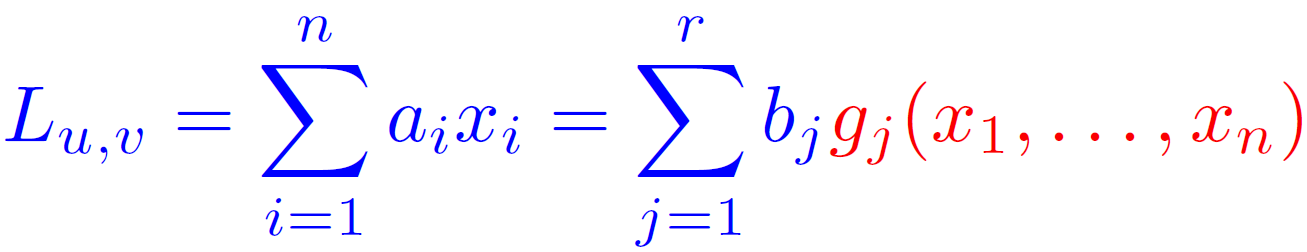 L_{u,v} = \sum_{i=1}^{n} a_i x_i = \sum_{j=1}^{r} b_j g_j(x_1, \ldots, x_n)